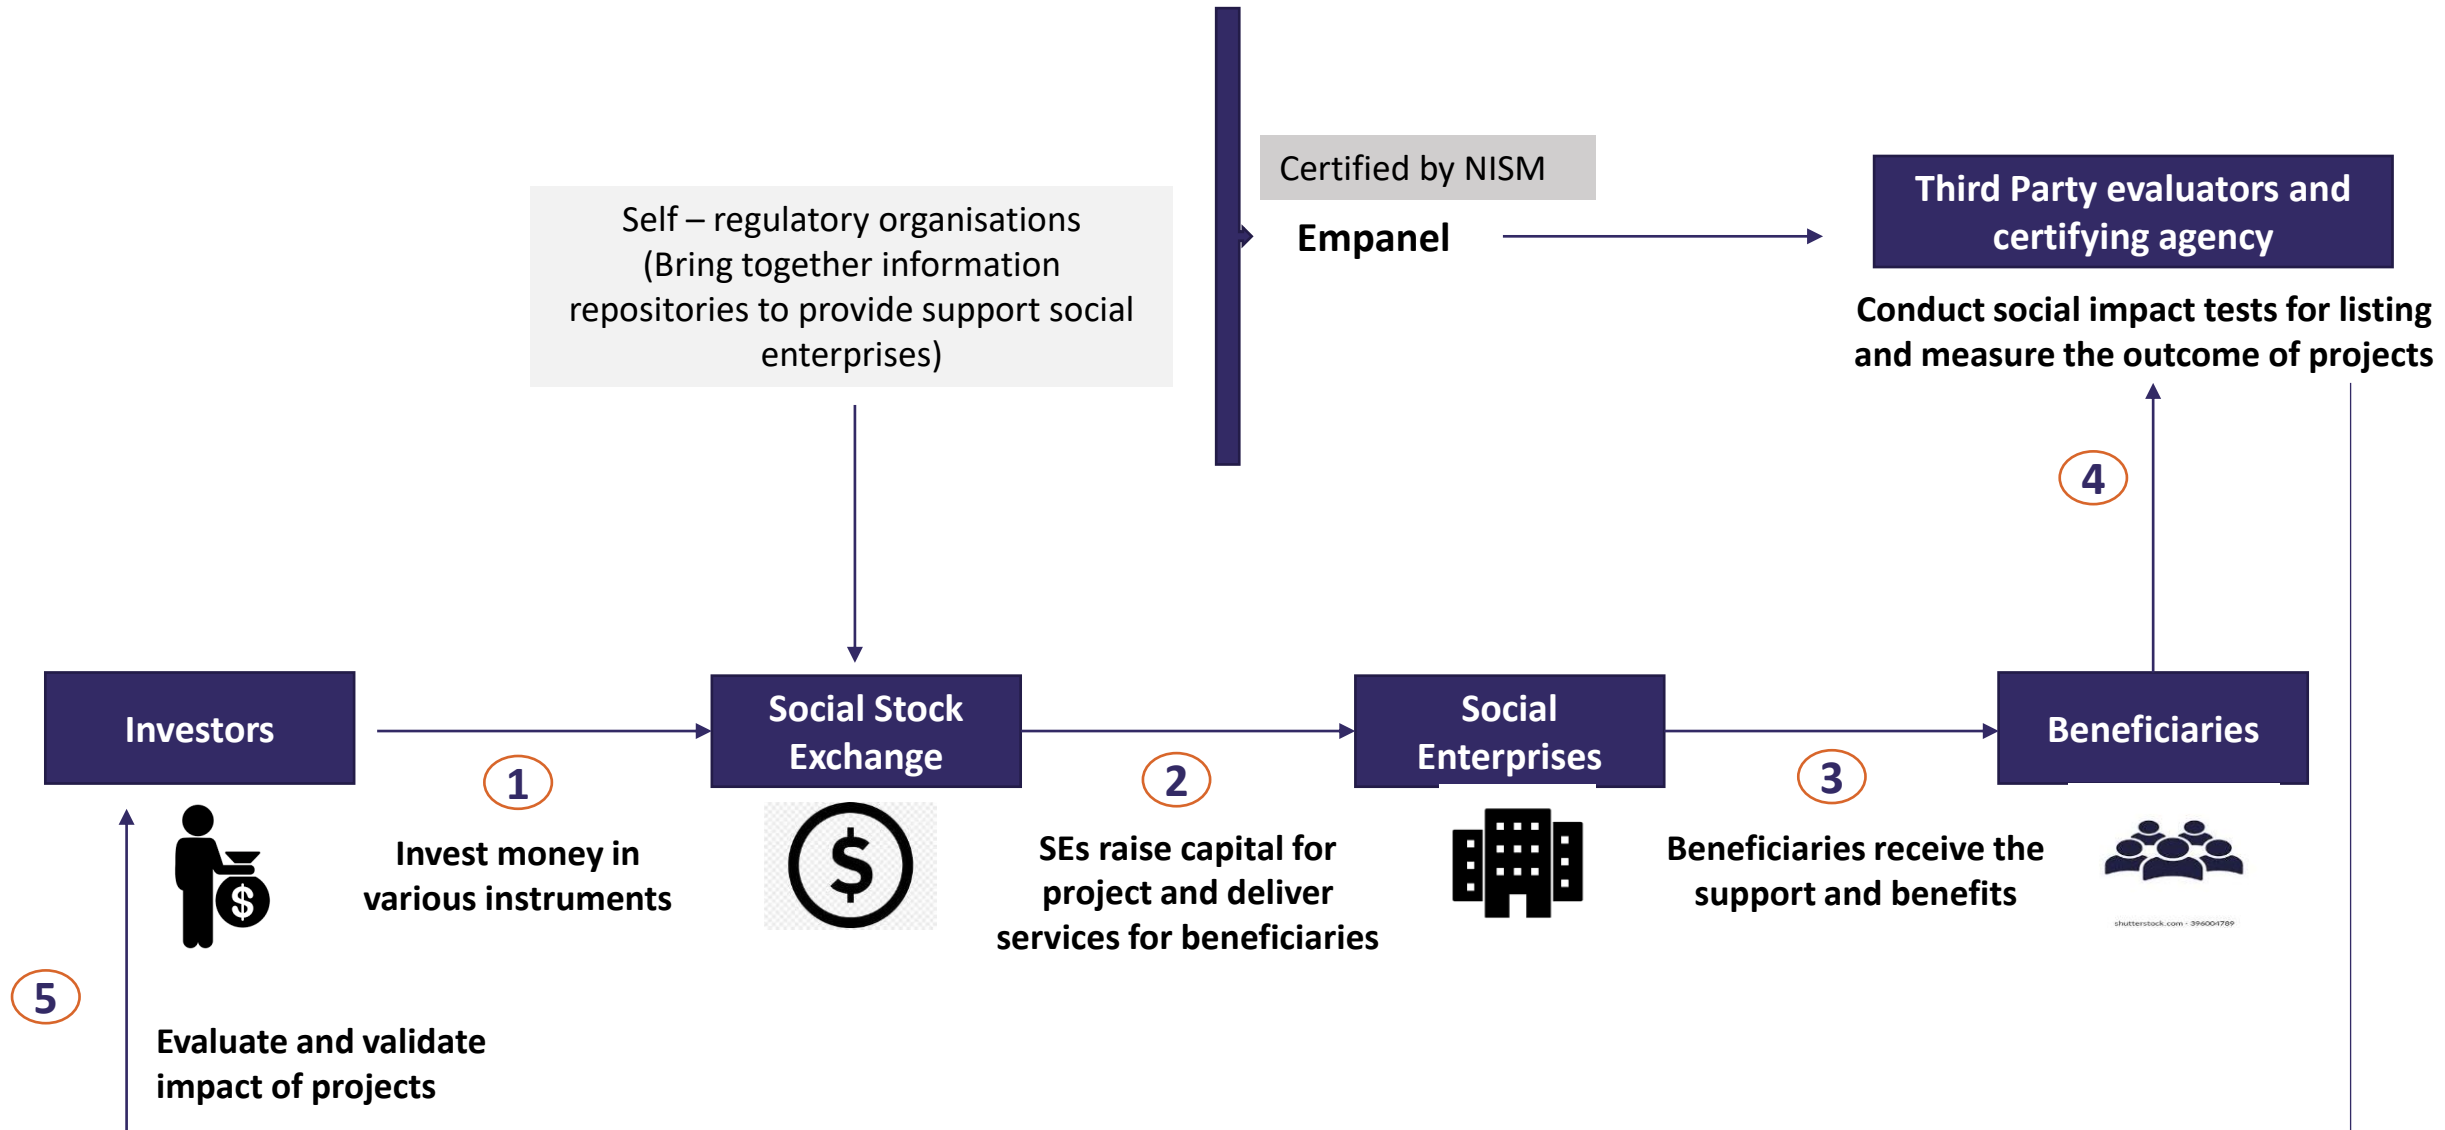 Certified by NISM
Empanel
Third Party evaluators and
certifying agency
Conduct social impact tests for listing
and measure the outcome of projects
Self – regulatory organisations
(Bring together information
repositories to provide support social
enterprises)
4
Investors
Social Stock
Exchange
Social
Enterprises
Beneficiaries
1
Invest money in
various instruments
$
$
2
SEs raise capital for
project and deliver
services for beneficiaries
3
Beneficiaries receive the
support and benefits
shutterstock.com - 396004789
5
Evaluate and validate
impact of projects